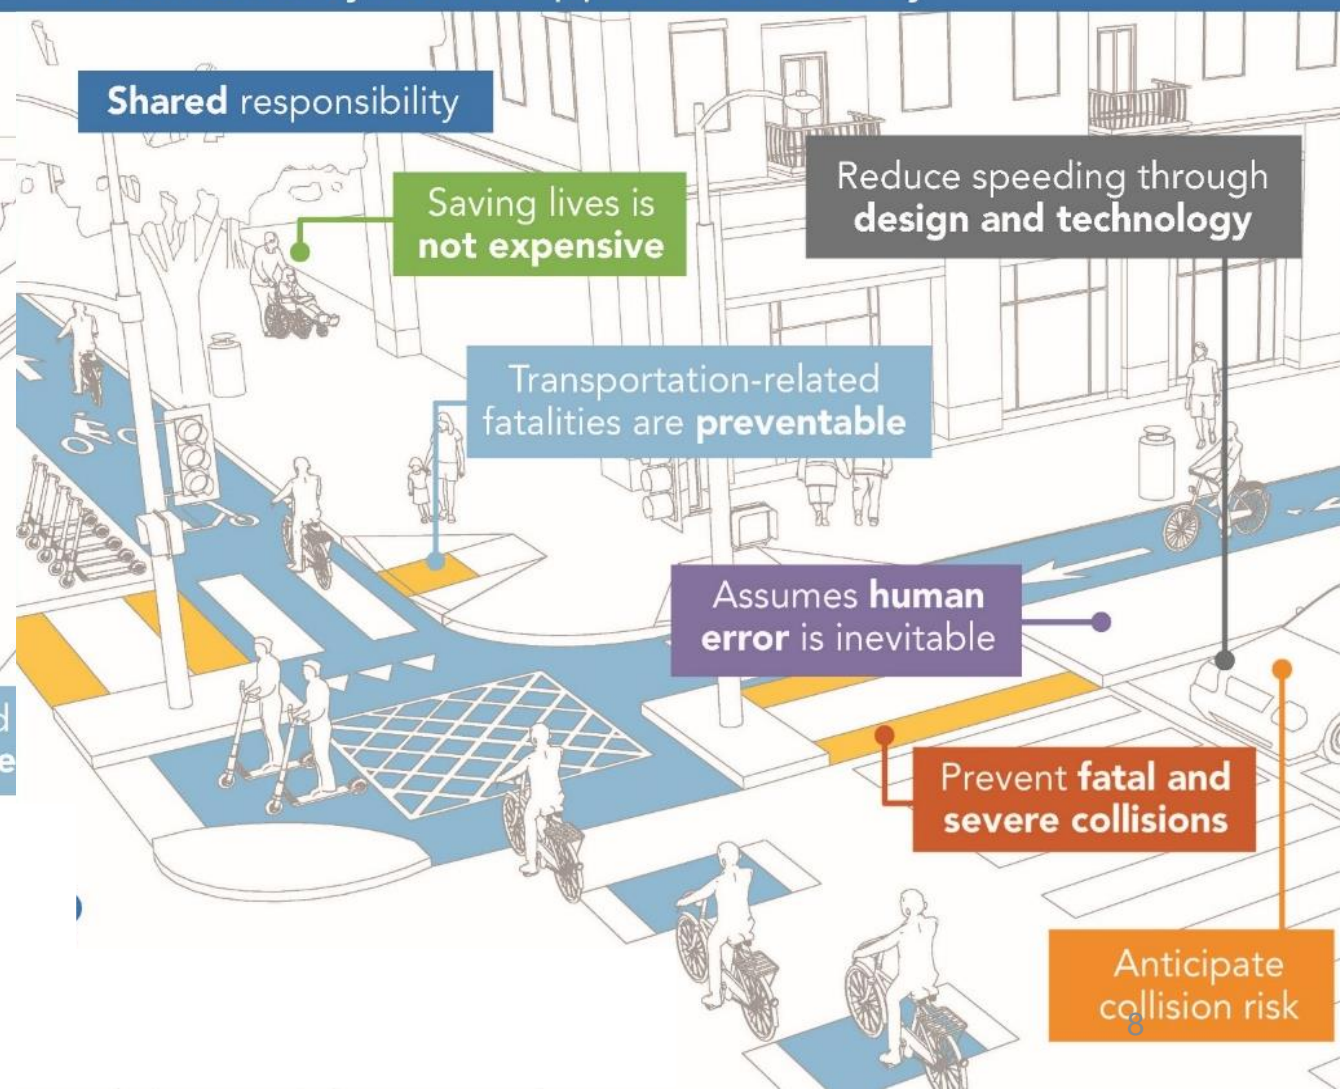 Shared responsibility
Saving lives is
not expensive
Reduce speeding through
design and technology
Transportation-related
fatalities are preventable
Assumes human
error is inevitable
Prevent fatal and
severe collisions
Anticipate
collision risk
8